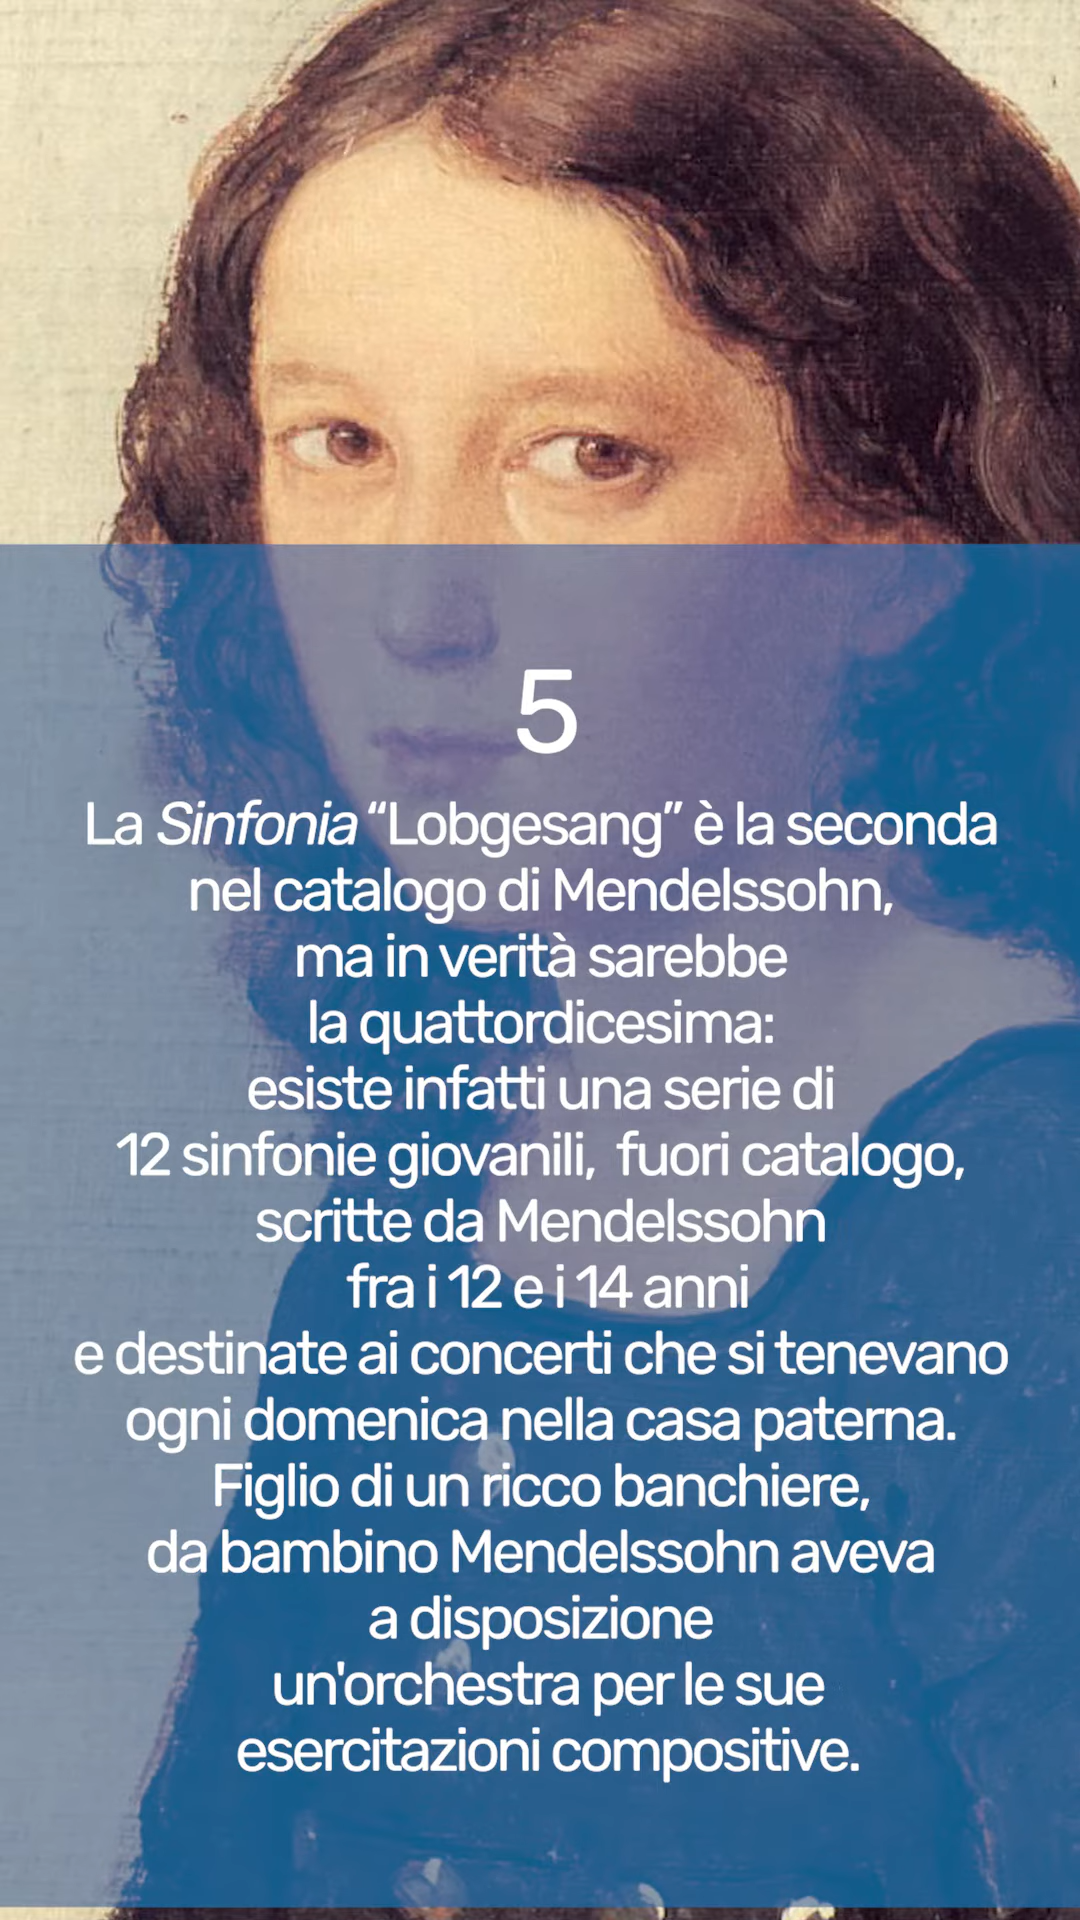 5
La Sinfonia “Lobgesang” è la seconda
nel catalogo di Mendelssohn,
ma in verità sarebbe
la quattordicesima:
esiste infatti una serie di
12 sinfonie giovanili,  fuori catalogo,
scritte da Mendelssohn
fra i 12 e i 14 anni
e destinate ai concerti che si tenevano
ogni domenica nella casa paterna.
Figlio di un ricco banchiere,
da bambino Mendelssohn aveva
a disposizione
un'orchestra per le sue
esercitazioni compositive.